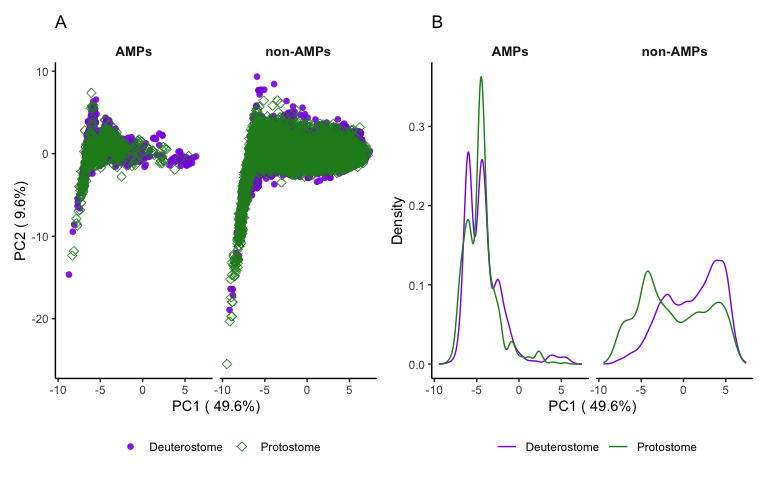 A
B
AMPs
non-AMPs
AMPs
non-AMPs
PC2 ( 9.6%)
10
0
-10
-20
-10
-5
0
5
-10
-5
0
5
PC1 ( 49.6%)
Density
0.3
0.2
0.1
0.0
-10
-5
0
5
-10
-5
0
5
PC1 ( 49.6%)
Deuterostome
Protostome
Deuterostome
Protostome